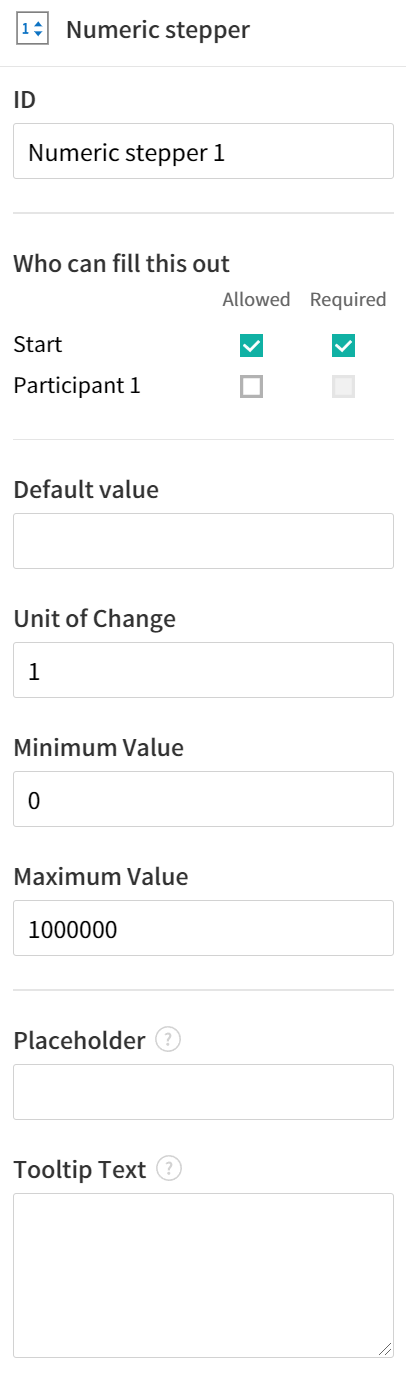 1 Numeric stepper
ID
Numeric stepper 1
Who can fill this out
Allowed Required
Start
Participant 1
Default value
Unit of Change
1
Minimum Value
0
Maximum Value
1000000
Placeholder ?
Tooltip Text ?